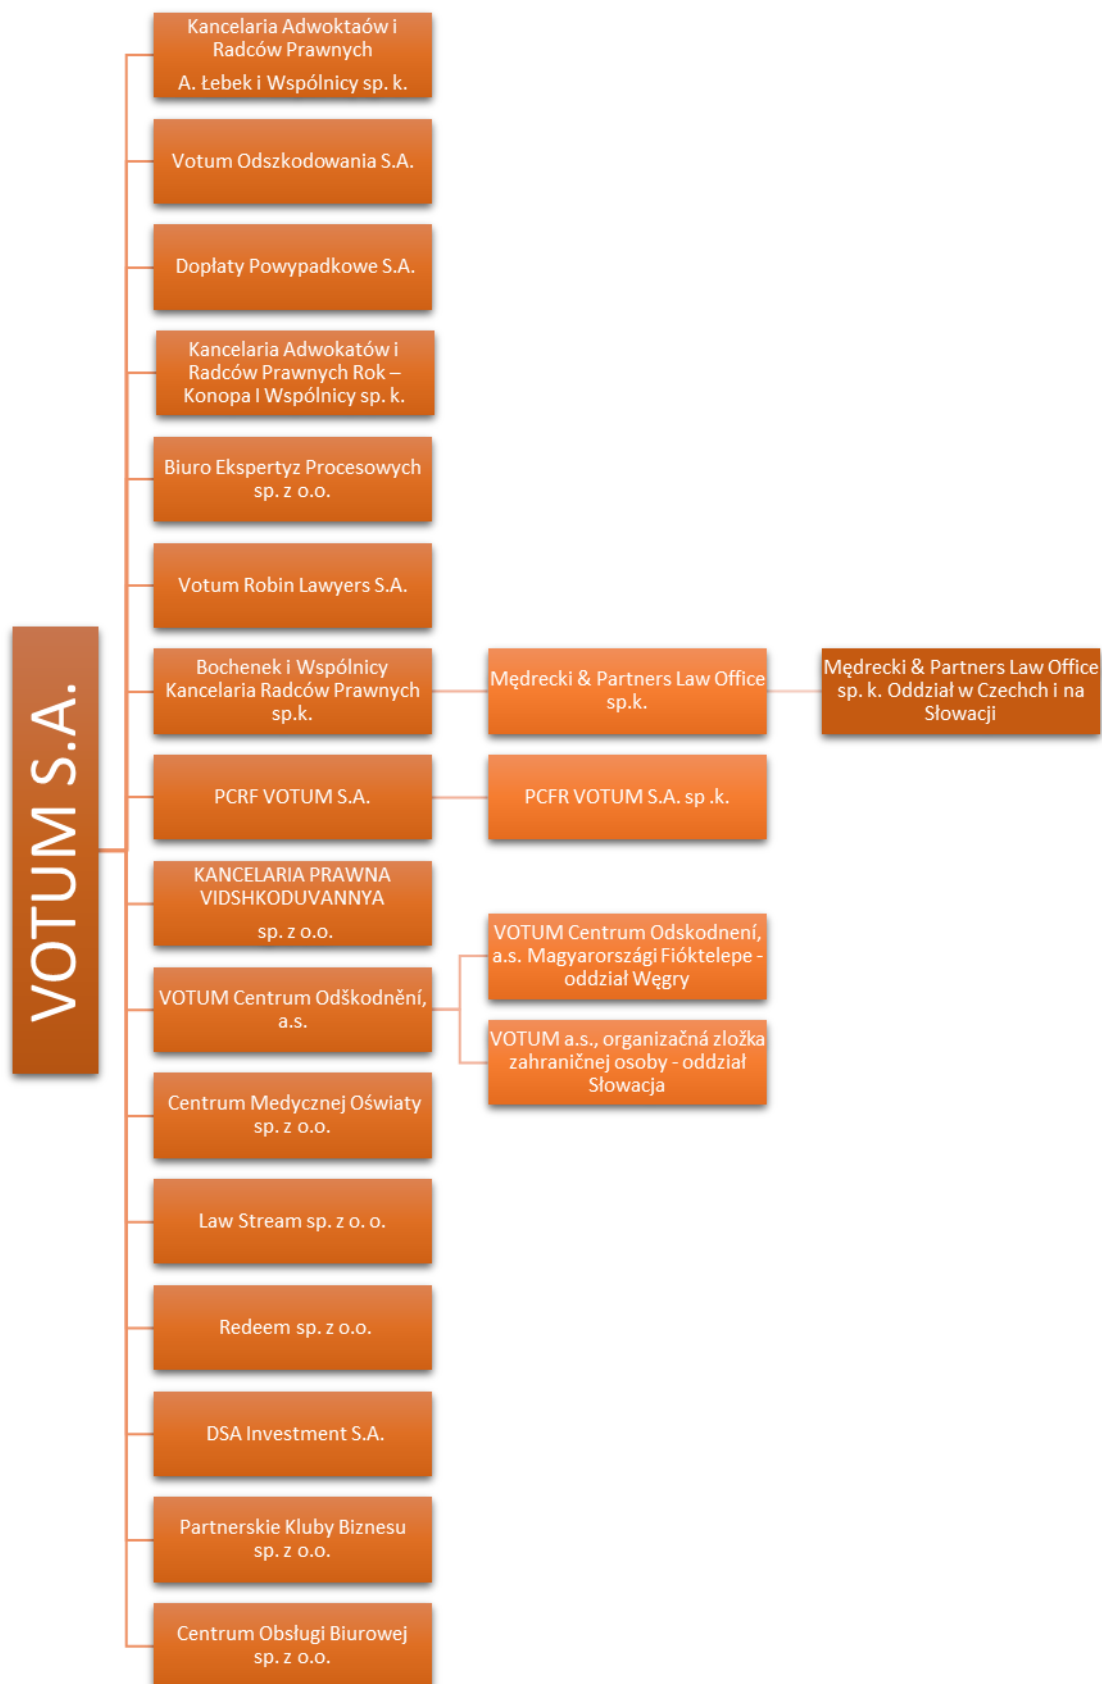 VOTUM S.A.
Kancelaria Adwoktaów i
Radców Prawnych
A. Łebek i Wspólnicy sp. k.
Votum Odszkodowania S.A.
Dopłaty Powypadkowe S.A.
Kancelaria Adwokatów i
Radców Prawnych Rok –
Konopa I Wspólnicy sp. k.
Biuro Ekspertyz Procesowych
sp. z o.o.
Votum Robin Lawyers S.A.
Bochenek i Wspólnicy
Kancelaria Radców Prawnych
sp.k.
Mędrecki & Partners Law Office
sp.k.
Mędrecki & Partners Law Office
sp. k. Oddział w Czechch i na
Słowacji
PCRF VOTUM S.A.
PCFR VOTUM S.A. sp .k.
KANCELARIA PRAWNA
VIDSHKODUVANNYA
sp. z o.o.
VOTUM Centrum Odškodnění,
a.s.
VOTUM Centrum Odskodnení,
a.s. Magyarországi Fióktelepe -
oddział Węgry
VOTUM a.s., organizačná zložka
zahraničnej osoby - oddział
Słowacja
Centrum Medycznej Oświaty
sp. z o.o.
Law Stream sp. z o. o.
Redeem sp. z o.o.
DSA Investment S.A.
Partnerskie Kluby Biznesu
sp. z o.o.
Centrum Obsługi Biurowej
sp. z o.o.